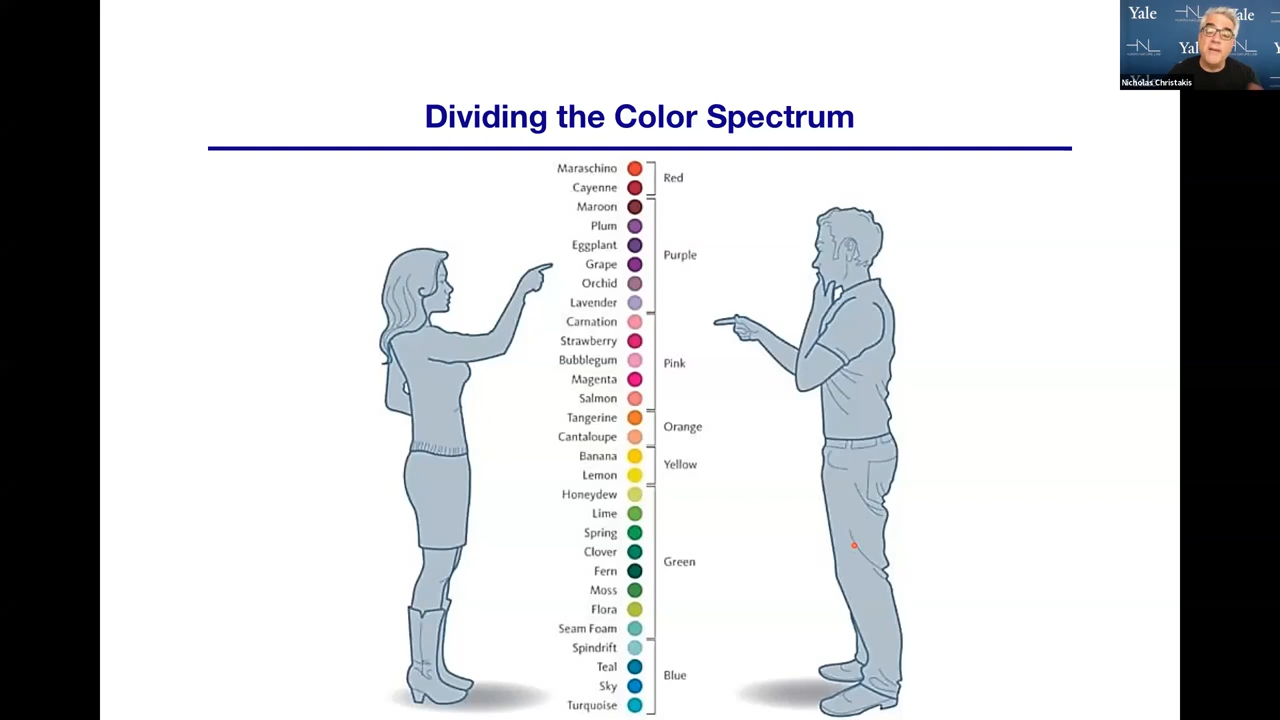 Yale
Yale
Nicholas Christakis
Dividing the Color Spectrum
Maraschino
Cayenne
Red
Maroon
Plum
Eggplant
Grape
Orchid
Lavender
Purple
Carnation
Strawberry
Bubblegum
Magenta
Salmon
Pink
Tangerine
Cantaloupe
Orange
Banana
Lemon
Yellow
Honeydew
Lime
Spring
Clover
Fern
Moss
Flora
Seam Foam
Green
Spindrift
Teal
Sky
Turquoise
Blue